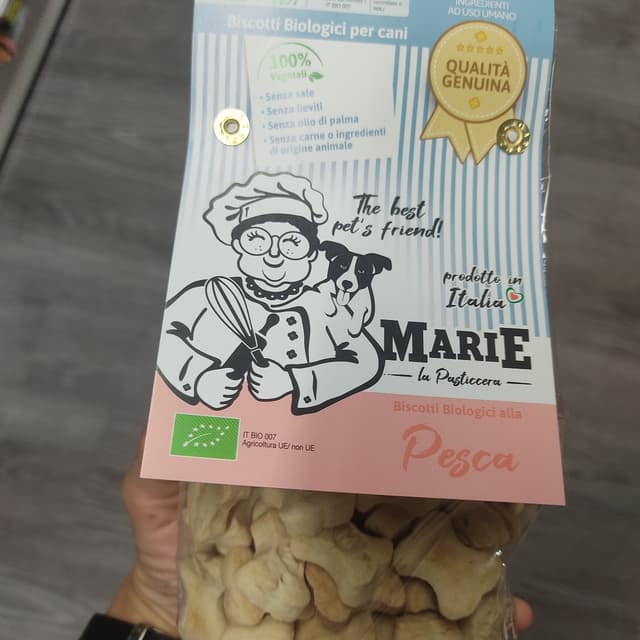 IT BIO 007
INGREDIENTI
AD USO UMANO
Biscotti Biologici per cani
100%
Vegetali
• Senza sale
• Senza lieviti
• Senza olio di palma
• Senza carne o ingredienti
di origine animale
QUALITÀ
GENUINA
The best
pet's friend!
prodotto in
Italia
MARIE
la Pasticcera
Biscotti Biologici alla
Pesca
IT BIO 007
Agricoltura UE/ non UE